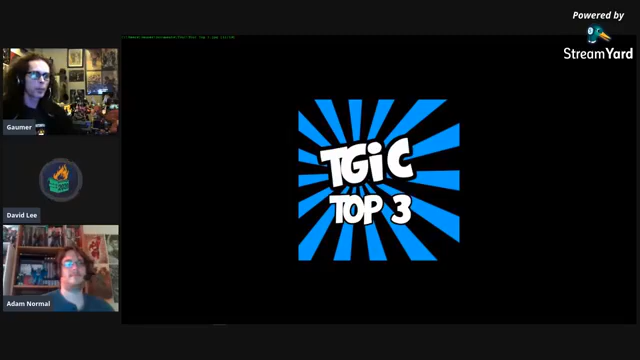 Powered by
StreamYard
Gaumer
TGiC
TOP 3
David Lee
Adam Normal